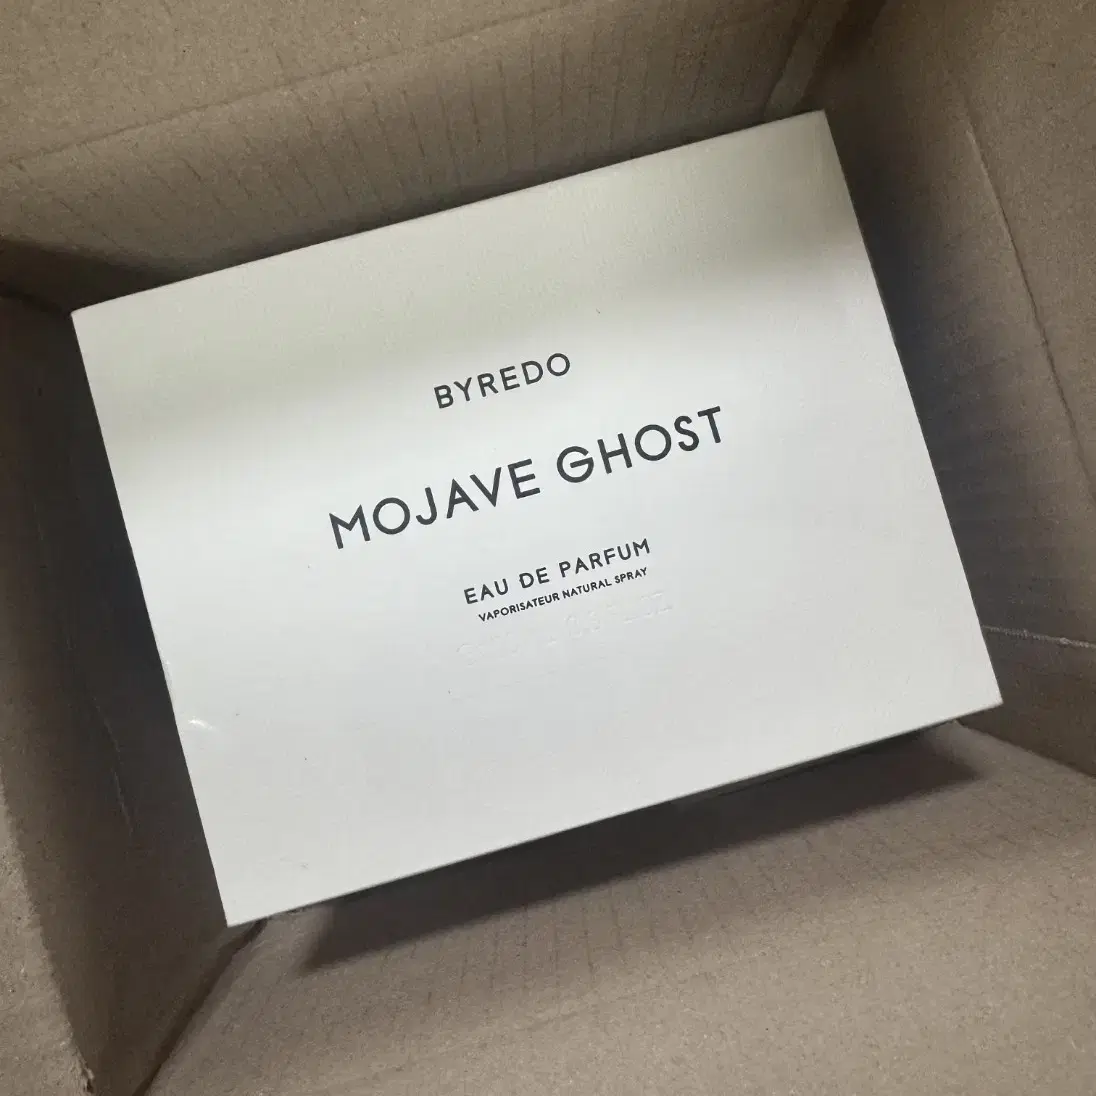 BYREDO
MOJAVE GHOST
EAU DE PARFUM
VAPORISATEUR NATURAL SPRAY